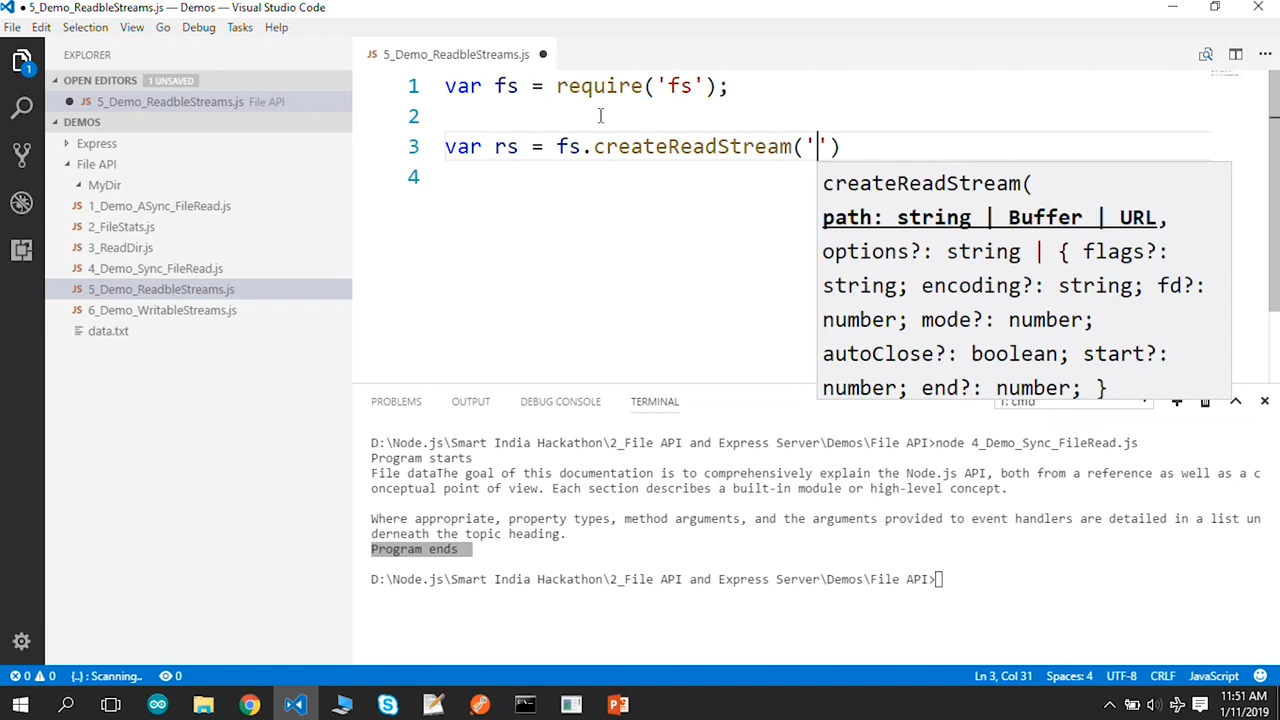 5_Demo_ReadbleStreams.js — Demos — Visual Studio Code
File Edit Selection View Go Debug Tasks Help
EXPLORER
OPEN EDITORS 1 UNSAVED
5_Demo_ReadbleStreams.js File API
DEMOS
Express
File API
MyDir
1_Demo_ASync_FileRead.js
2_FileStats.js
3_ReadDir.js
4_Demo_Sync_FileRead.js
5_Demo_ReadbleStreams.js
6_Demo_WritableStreams.js
data.txt
1
JS 5_Demo_ReadbleStreams.js
1 var fs = require('fs');
2
3 var rs = fs.createReadStream('')
4
createReadStream(
path: string | Buffer | URL,
options?: string | { flags?:
string; encoding?: string; fd?:
number; mode?: number;
autoClose?: boolean; start?:
number; end?: number; }
PROBLEMS OUTPUT DEBUG CONSOLE TERMINAL 1: cmd
D:\Node.js\Smart India Hackathon\2_File API and Express Server\Demos\File API>node 4_Demo_Sync_FileRead.js
Program starts
File dataThe goal of this documentation is to comprehensively explain the Node.js API, both from a reference as well as a c
onceptual point of view. Each section describes a built-in module or high-level concept.
Where appropriate, property types, method arguments, and the arguments provided to event handlers are detailed in a list un
derneath the topic heading.
Program ends
D:\Node.js\Smart India Hackathon\2_File API and Express Server\Demos\File API>
0 0 {..} : Scanning.. 0 Ln 3, Col 31 Spaces: 4 UTF-8 CRLF JavaScript
11:51 AM
1/11/2019